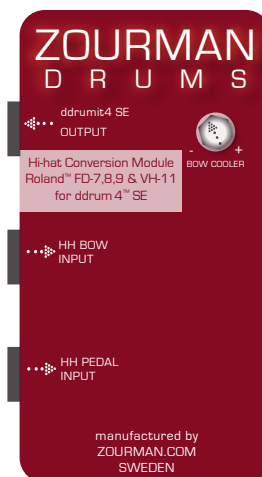 ZOURMAN
DRUMS
ddrumit4 SE
OUTPUT
- +
BOW COOLER
Hi-hat Conversion Module
Roland™ FD-7,8,9 & VH-11
for ddrum 4™ SE
HH BOW
INPUT
HH PEDAL
INPUT
manufactured by
ZOURMAN.COM
SWEDEN